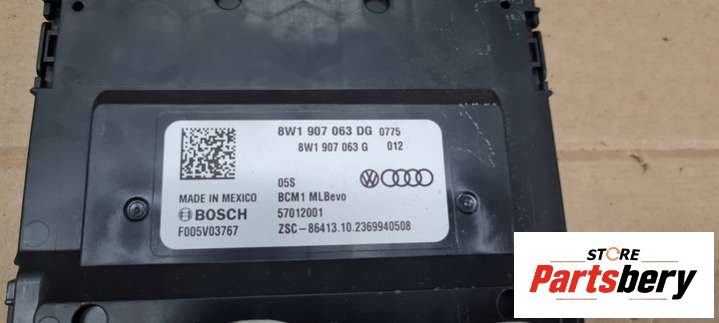 8W1 907 063 DG 0775
8W1 907 063 G 012
05S
MADE IN MEXICO BCM1 MLBevo
BOSCH 57012001
F005V03767 ZSC-86413.10.2369940508
STORE
Partsbery